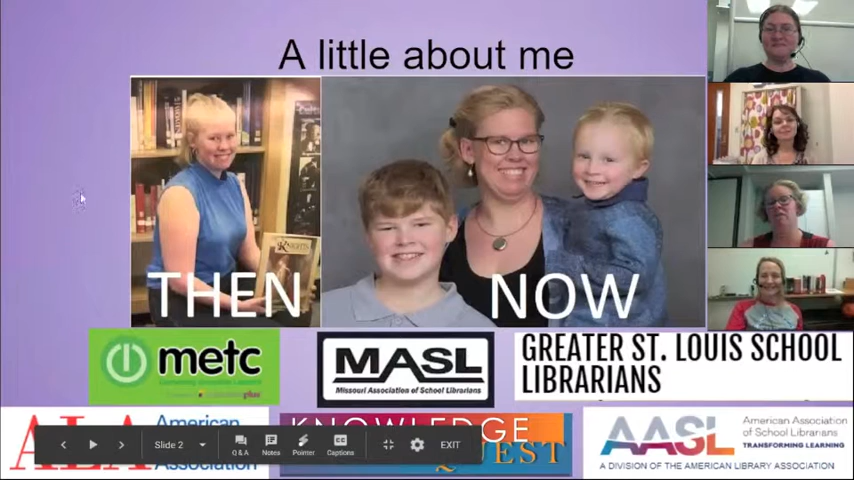 A little about me
KNIGHTS
THEN
NOW
metc
MASL
Missouri Association of School Librarians
GREATER ST. LOUIS SCHOOL
LIBRARIANS
ALA American
Association
KNOWLEDGE
QUEST
AASL
American Association
of School Librarians
TRANSFORMING LEARNING
A DIVISION OF THE AMERICAN LIBRARY ASSOCIATION
Slide 2
Q & A
Notes
Pointer
Captions
EXIT